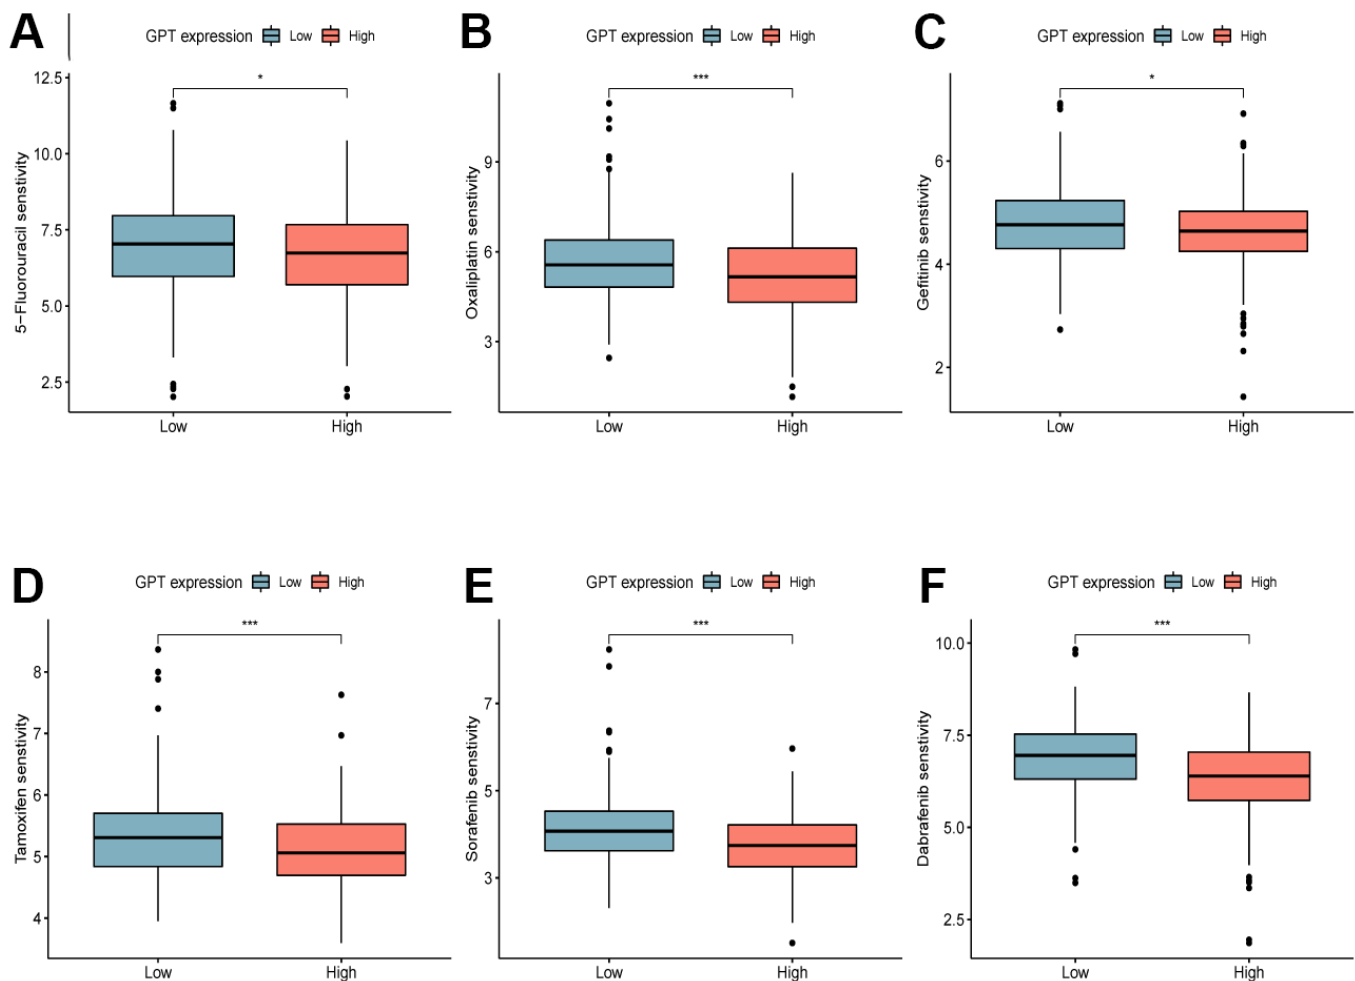 A
GPT expression Low High
*
12.5
10.0
7.5
5.0
2.5
5−Fluorouracil senstivity
Low High
B
GPT expression Low High
***
9
6
3
Oxaliplatin senstivity
Low High
C
GPT expression Low High
*
6
4
2
Gefitinib senstivity
Low High
D
GPT expression Low High
***
8
7
6
5
4
Tamoxifen senstivity
Low High
E
GPT expression Low High
***
7
5
3
Sorafenib senstivity
Low High
F
GPT expression Low High
***
10.0
7.5
5.0
2.5
Dabrafenib senstivity
Low High